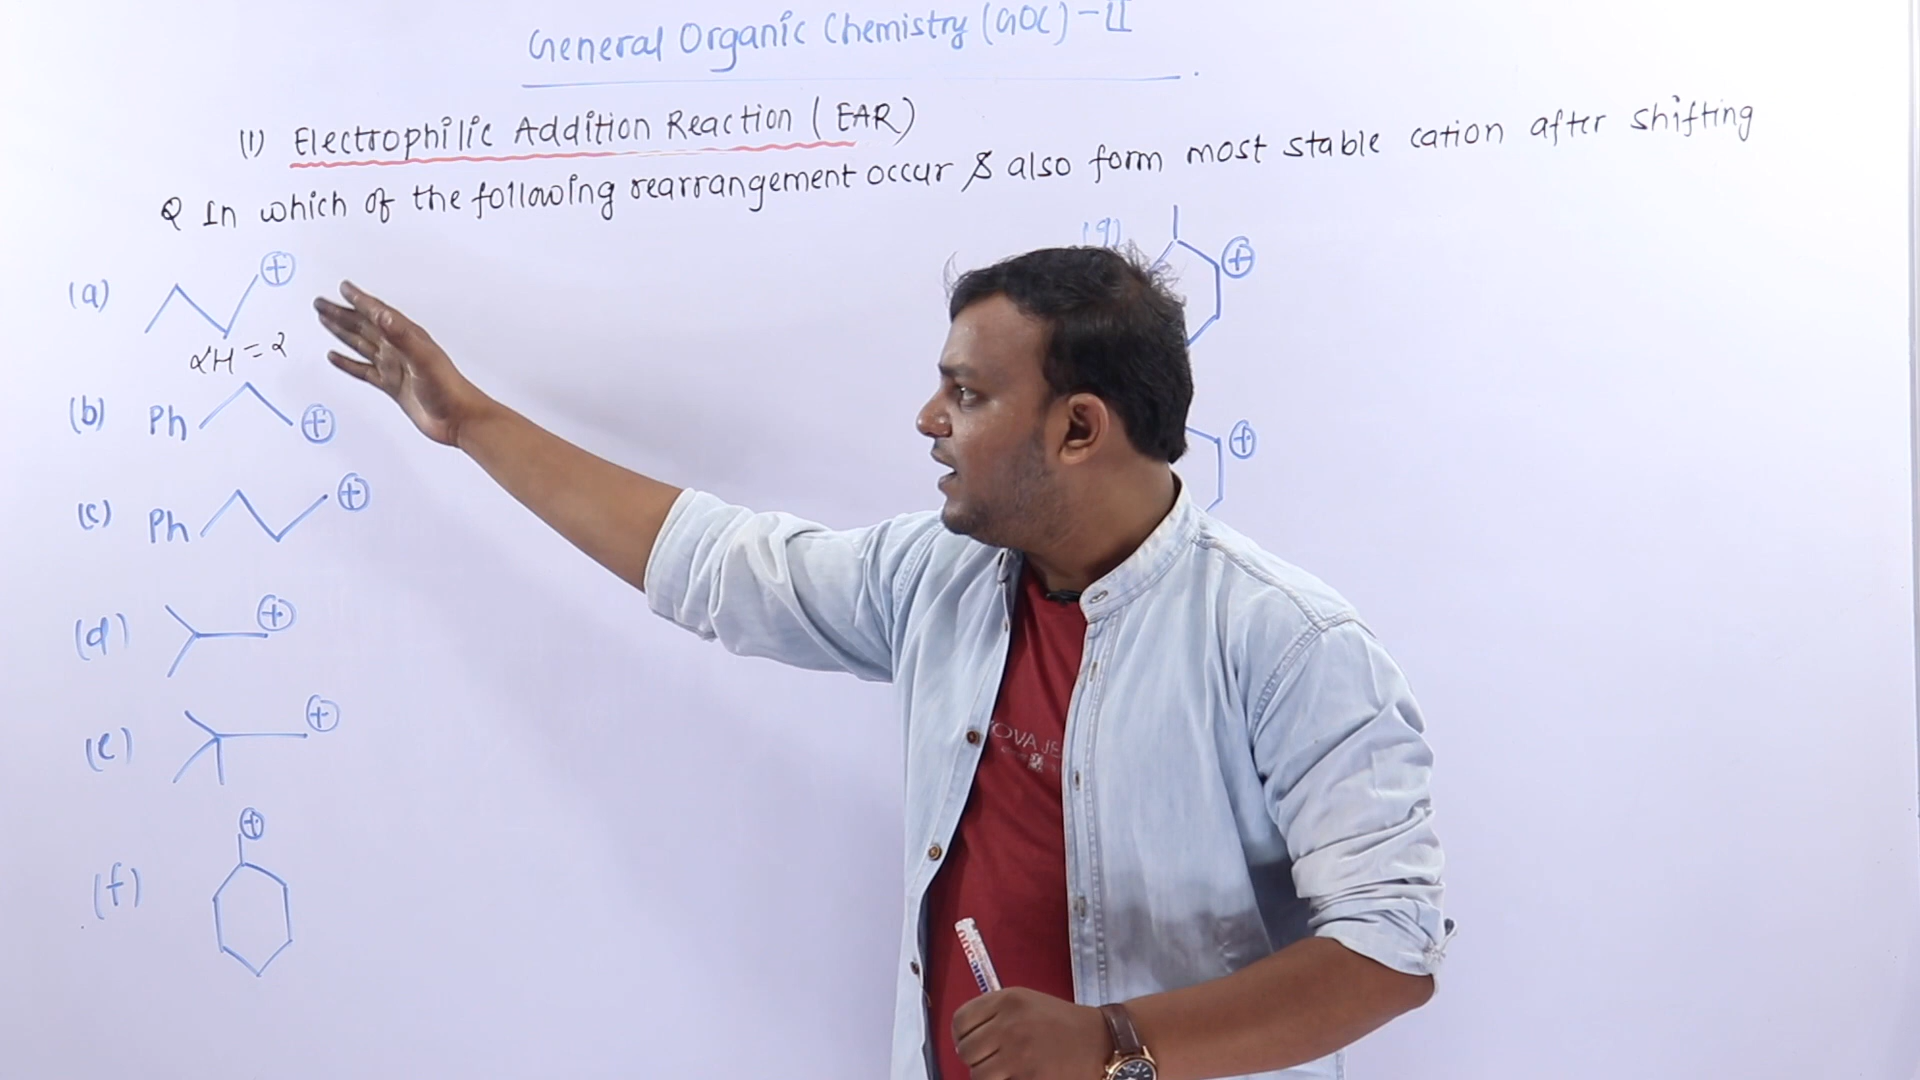 General Organic Chemistry (GOC) - II
(1) Electrophilic Addition Reaction (EAR)
Q In which of the following rearrangement occur & also form most stable cation after shifting
(a) +
αH = 2
(b) Ph +
(c) Ph +
(d) +
(e) +
(f) +
(g) +
+